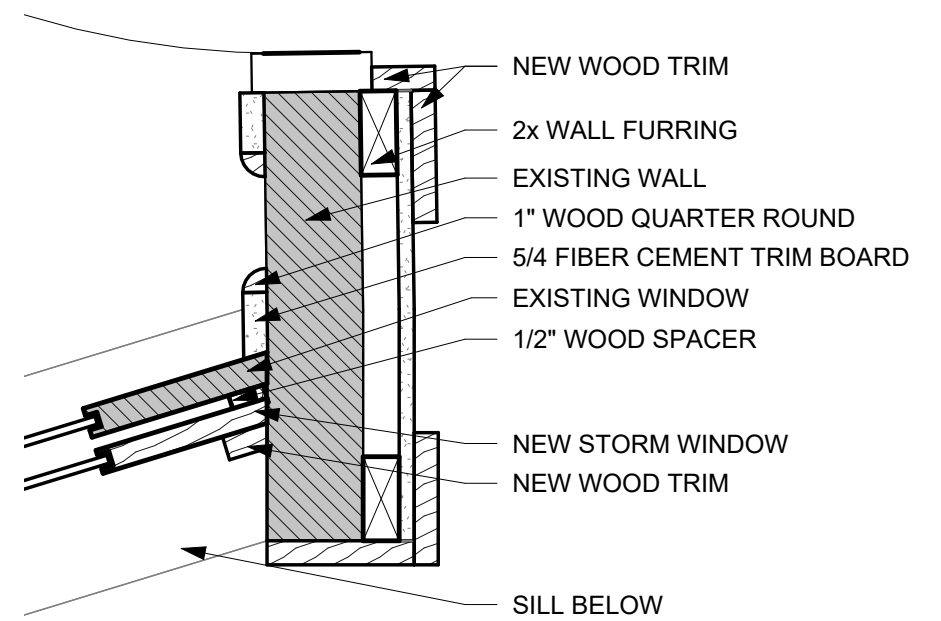 NEW WOOD TRIM
2x WALL FURRING
EXISTING WALL
1" WOOD QUARTER ROUND
5/4 FIBER CEMENT TRIM BOARD
EXISTING WINDOW
1/2" WOOD SPACER
NEW STORM WINDOW
NEW WOOD TRIM
SILL BELOW